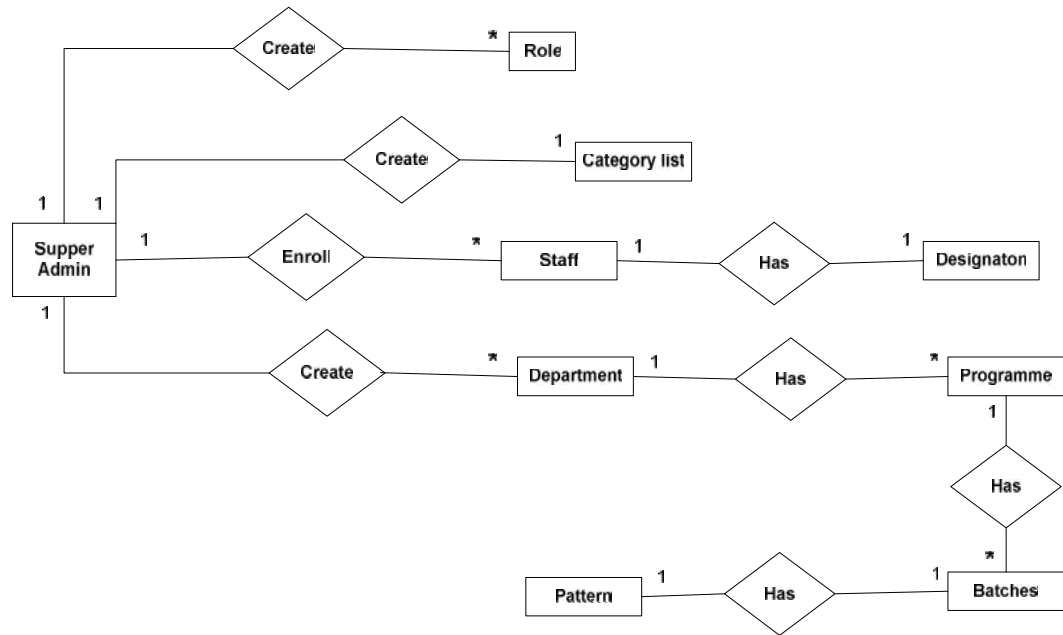 Create
*
Role
Create
1
Category list
1
1
Supper
Admin
1
Enroll
*
Staff
1
Has
1
Designaton
1
Create
*
Department
1
Has
*
Programme
1
Has
*
Pattern
1
Has
1
Batches